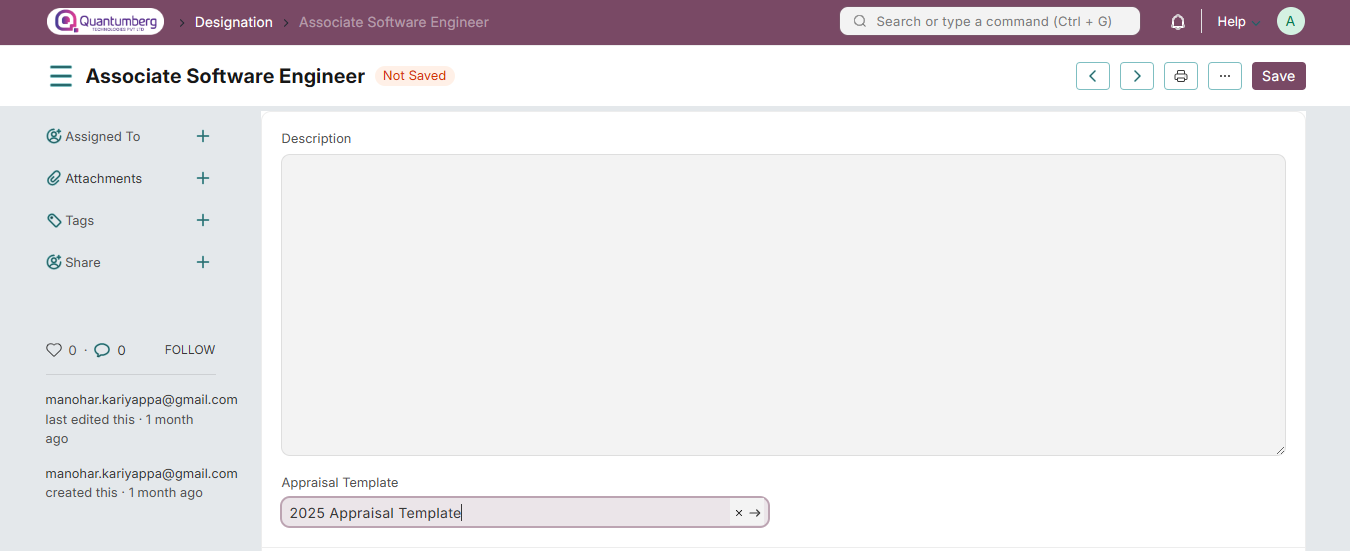 Quantumberg
TECHNOLOGIES PVT LTD
Designation
Associate Software Engineer
Search or type a command (Ctrl + G)
Help
A
Associate Software Engineer
Not Saved
Save
Assigned To
Attachments
Tags
Share
0 · 0 FOLLOW
manohar.kariyappa@gmail.com
last edited this · 1 month
ago
manohar.kariyappa@gmail.com
created this · 1 month ago
Description
Appraisal Template
2025 Appraisal Template